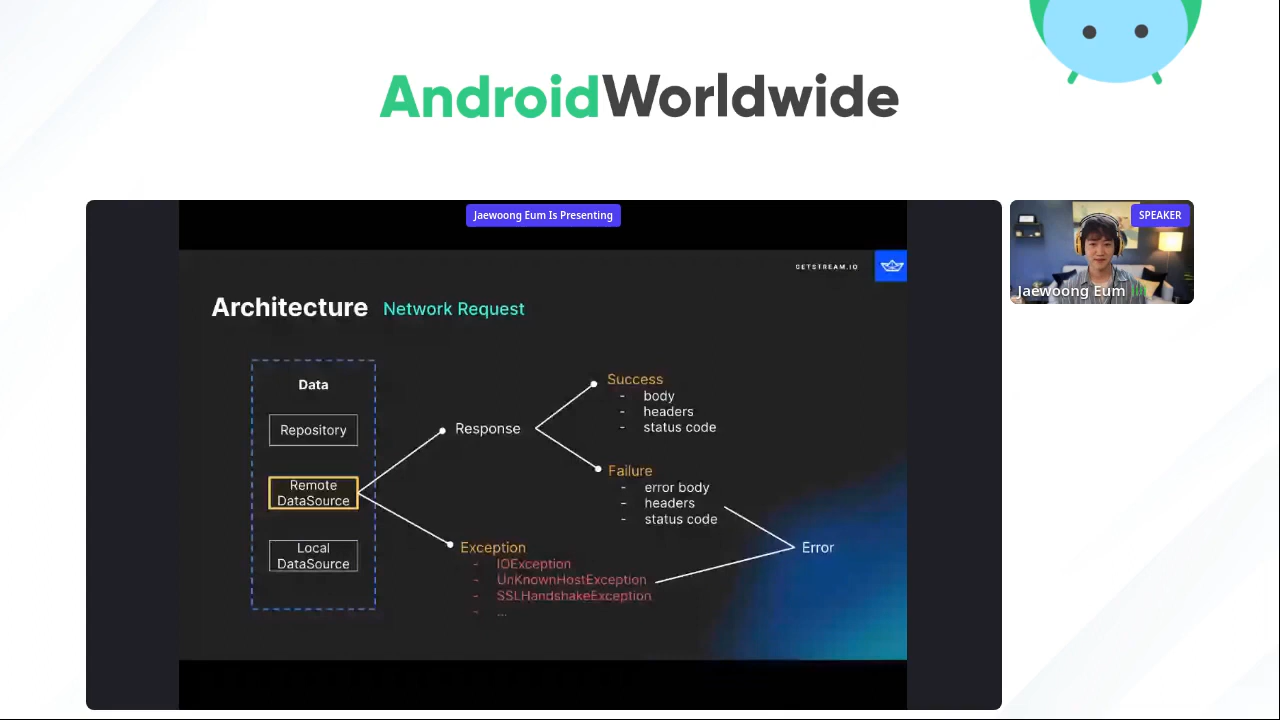 AndroidWorldwide
Jaewoong Eum Is Presenting
SPEAKER
Jaewoong Eum
GETSTREAM.IO
Architecture Network Request
Data
Repository
Remote
DataSource
Local
DataSource
Response
Success
- body
- headers
- status code
Failure
- error body
- headers
- status code
Exception
- IOException
- UnKnownHostException
- SSLHandshakeException
- ...
Error